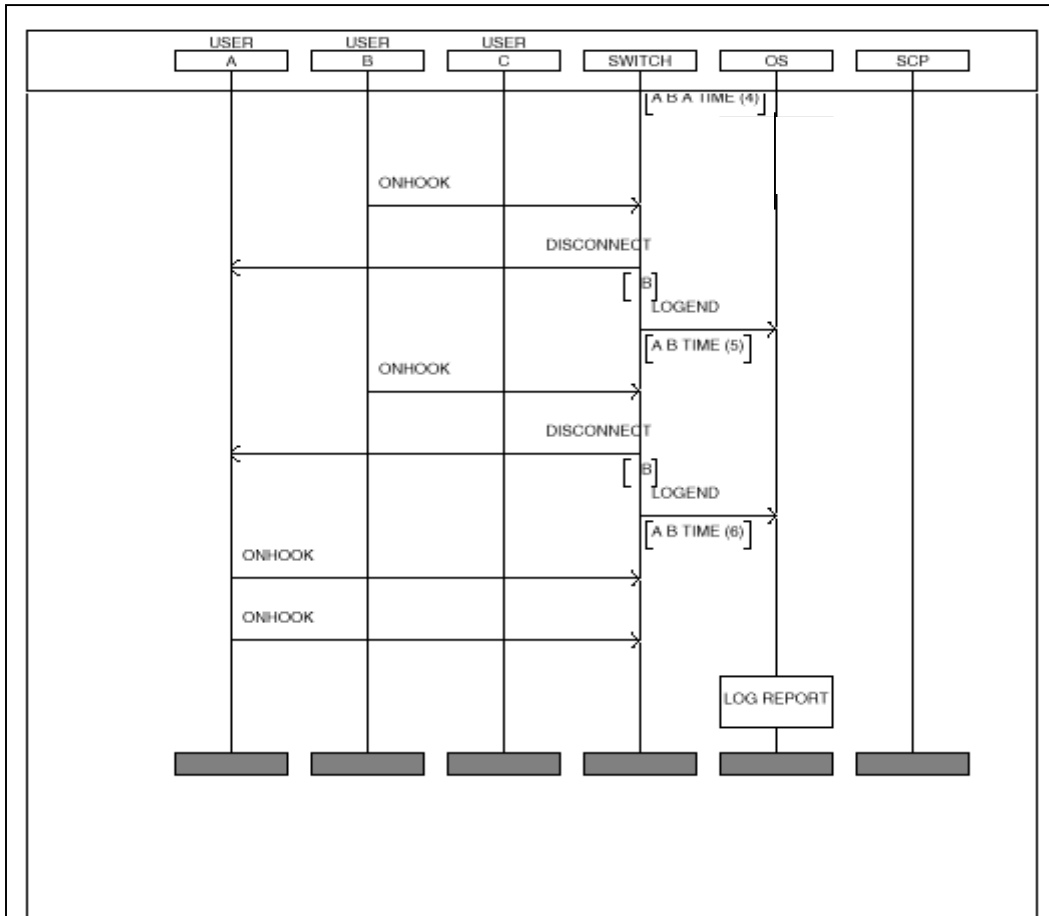 USER USER USER
A B C SWITCH OS SCP
A B A TIME (4)
ONHOOK
DISCONNECT
[ B]
LOGEND
[A B TIME (5)]
ONHOOK
DISCONNECT
[ B]
LOGEND
[A B TIME (6)]
ONHOOK
ONHOOK
LOG REPORT